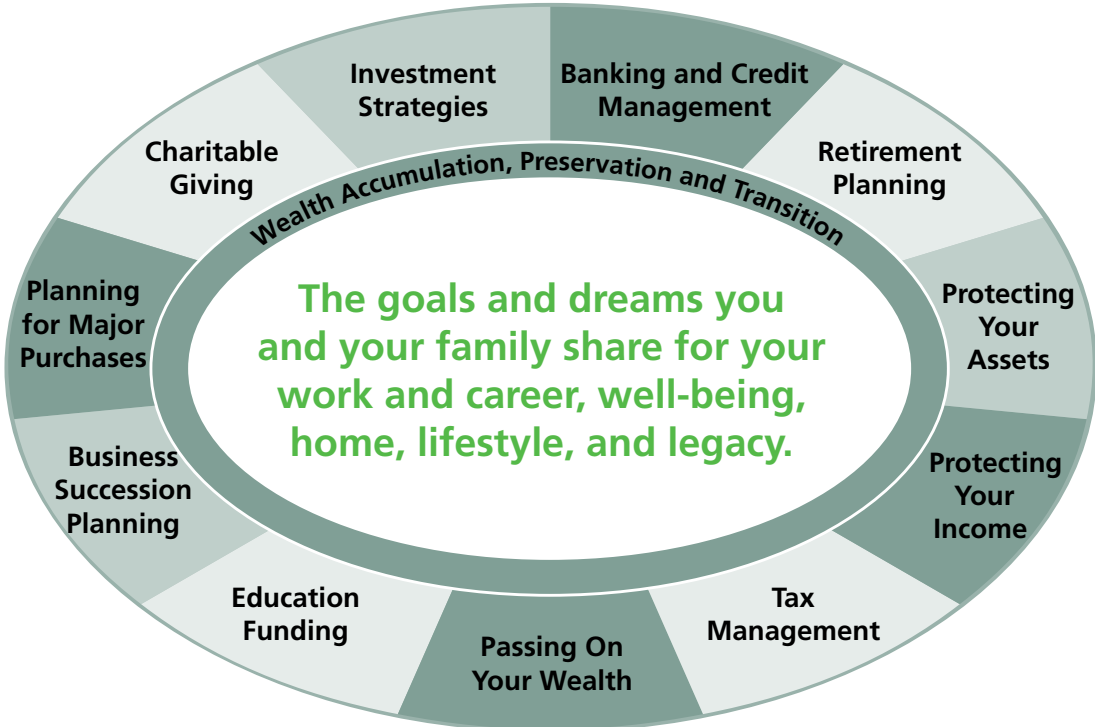 Investment
Strategies
Banking and Credit
Management
Retirement
Planning
Protecting
Your
Assets
Protecting
Your
Income
Tax
Management
Passing On
Your Wealth
Education
Funding
Business
Succession
Planning
Planning
for Major
Purchases
Charitable
Giving
Wealth Accumulation, Preservation and Transition
The goals and dreams you
and your family share for your
work and career, well-being,
home, lifestyle, and legacy.